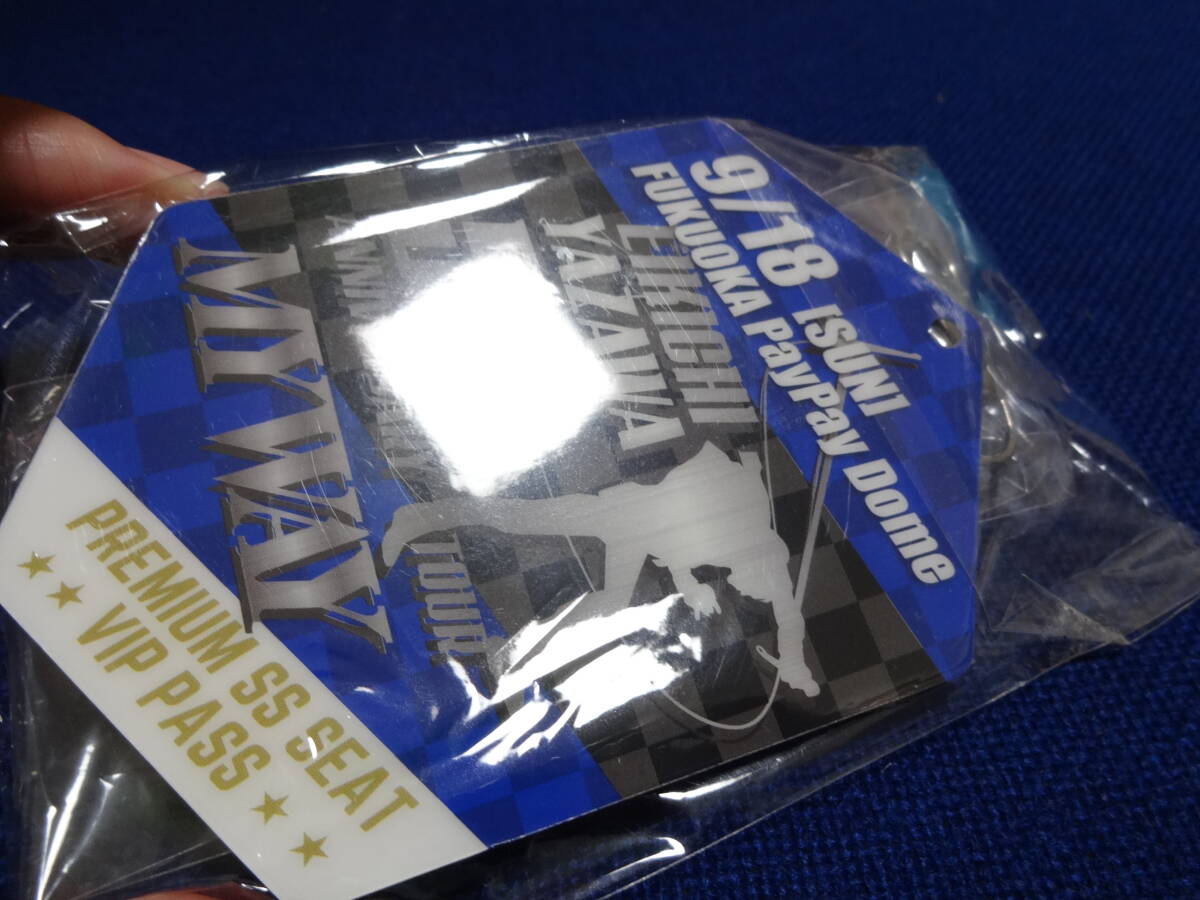 9/18 [SUN]
FUKUOKA PayPay Dome
EIKICHI
YAZAWA
TOUR
MY WAY
PREMIUM SS SEAT
VIP PASS